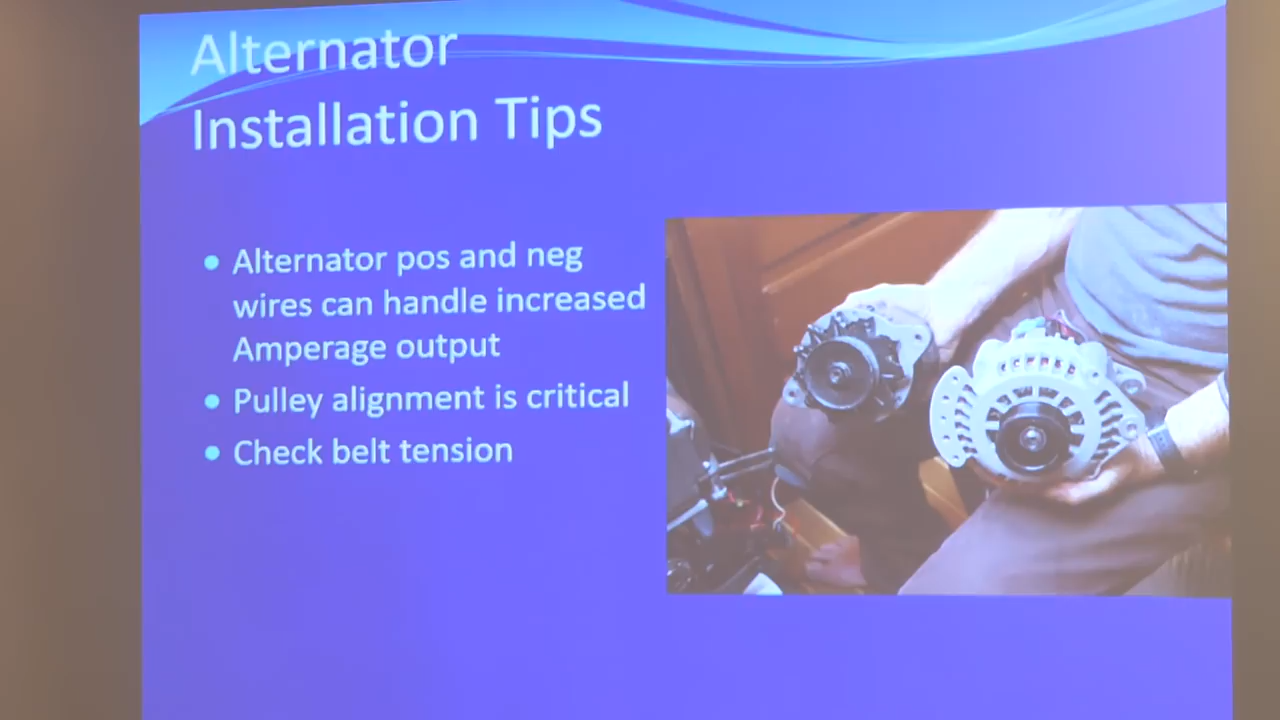 Alternator
Installation Tips
• Alternator pos and neg
wires can handle increased
Amperage output
• Pulley alignment is critical
• Check belt tension